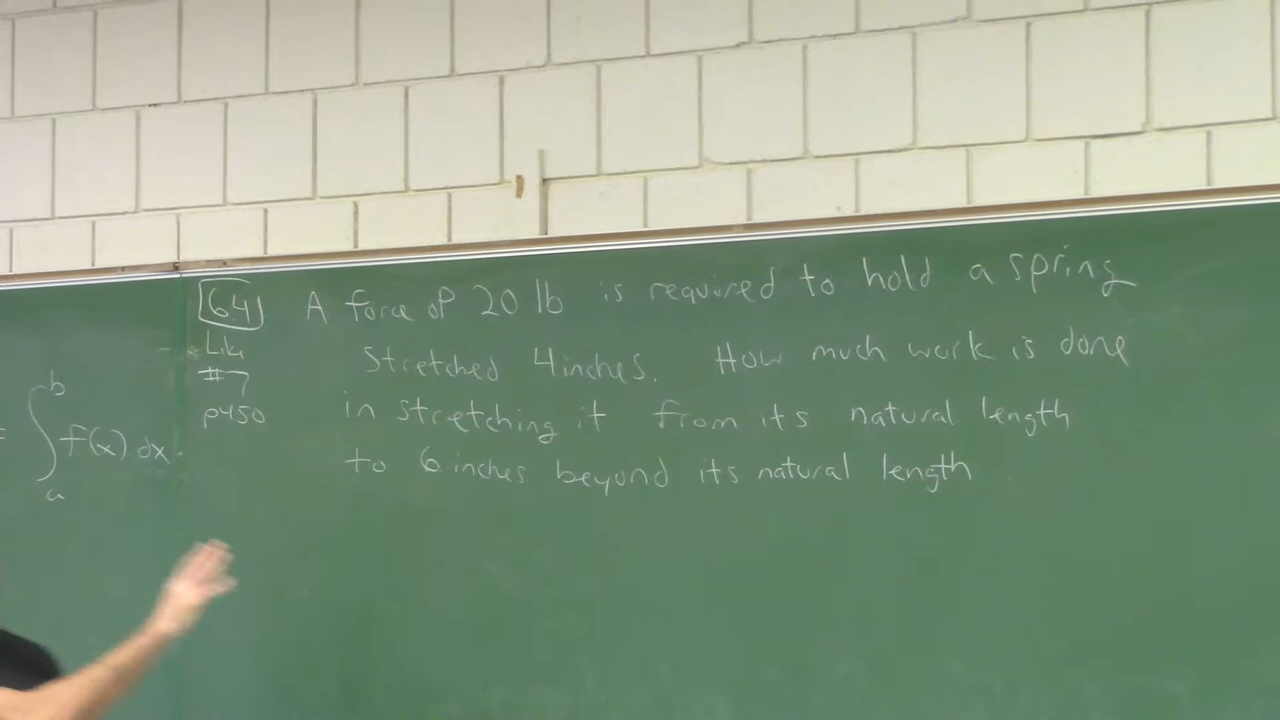 = ∫_a^b f(x) dx.
6.4
Like
#7
p450
A force of 20 lb is required to hold a spring
Stretched 4 inches. How much work is done
in stretching it from its natural length
to 6 inches beyond its natural length